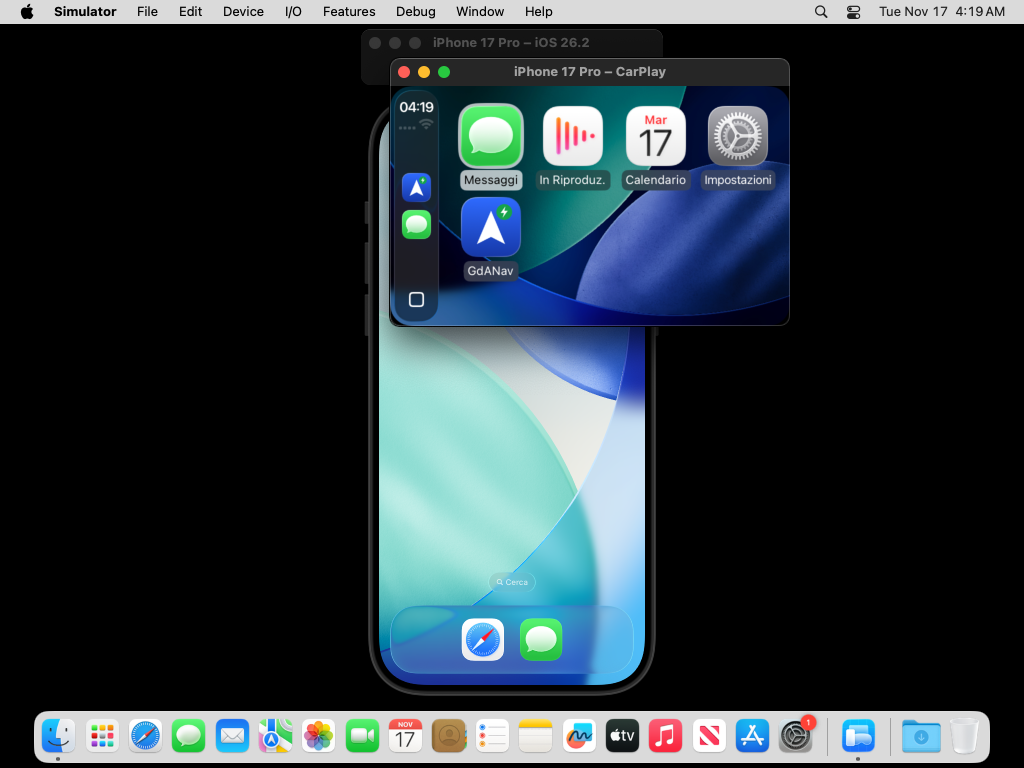 Simulator File Edit Device I/O Features Debug Window Help Tue Nov 17 4:19 AM
iPhone 17 Pro – iOS 26.2
iPhone 17 Pro – CarPlay
04:19
Mar
17
Messaggi In Riproduz. Calendario Impostazioni
GdANav
Cerca
NOV
17
tv
1